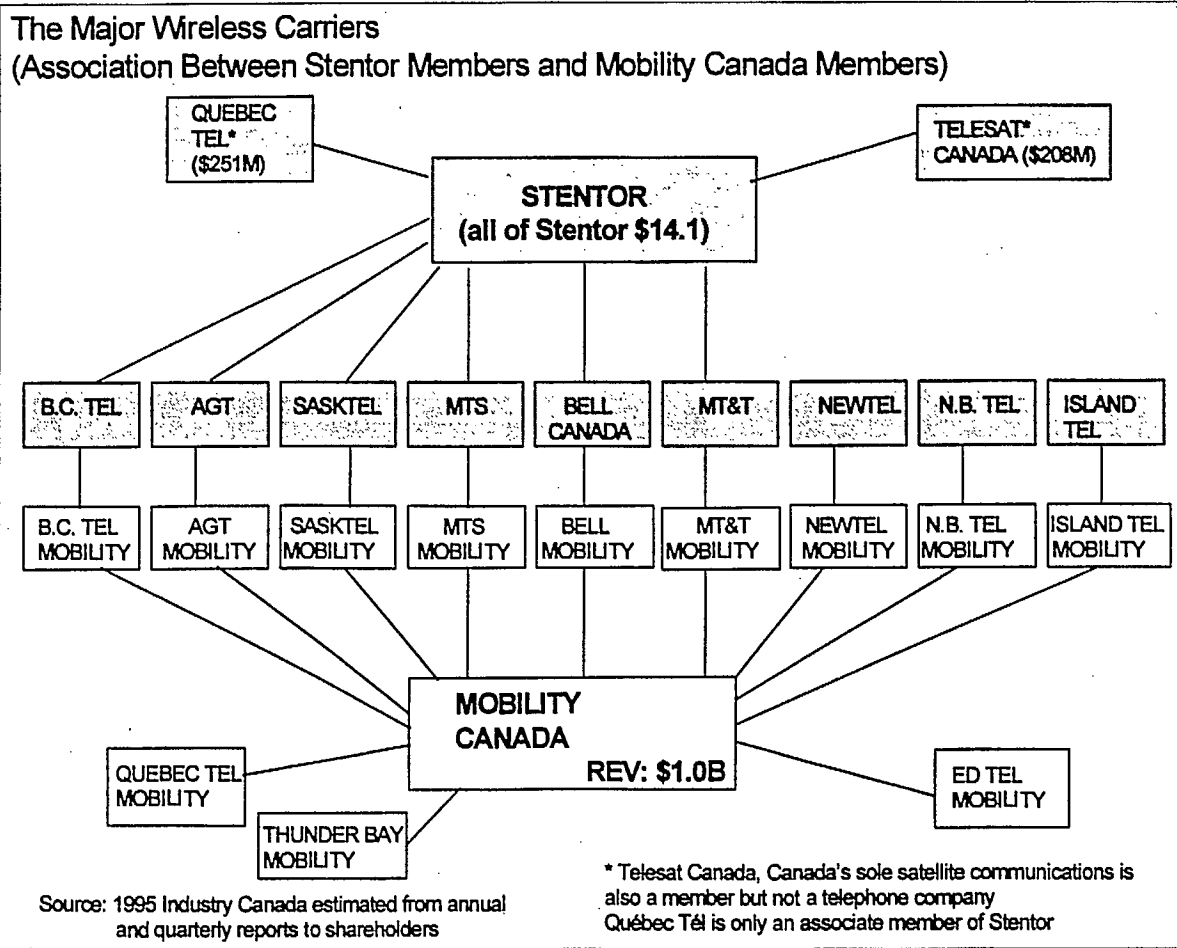 The Major Wireless Carriers
(Association Between Stentor Members and Mobility Canada Members)
QUEBEC
TEL*
($251M)
TELESAT*
CANADA ($208M)
STENTOR
(all of Stentor $14.1)
B.C. TEL
AGT
SASKTEL
MTS
BELL
CANADA
MT&T
NEWTEL
N.B. TEL
ISLAND
TEL
B.C. TEL
MOBILITY
AGT
MOBILITY
SASKTEL
MOBILITY
MTS
MOBILITY
BELL
MOBILITY
MT&T
MOBILITY
NEWTEL
MOBILITY
N.B. TEL
MOBILITY
ISLAND TEL
MOBILITY
MOBILITY
CANADA
REV: $1.0B
QUEBEC TEL
MOBILITY
THUNDER BAY
MOBILITY
ED TEL
MOBILITY
Source: 1995 Industry Canada estimated from annual
and quarterly reports to shareholders
* Telesat Canada, Canada's sole satellite communications is
also a member but not a telephone company
Québec Tél is only an associate member of Stentor